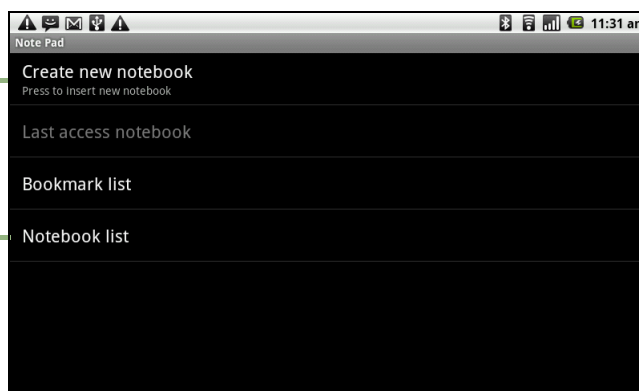 11:31 am
Note Pad
Create new notebook
Press to insert new notebook
Last access notebook
Bookmark list
Notebook list